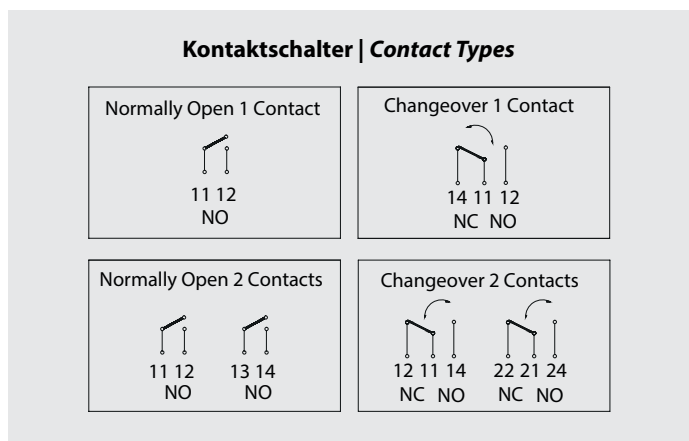 Kontaktschalter | Contact Types
Normally Open 1 Contact
11 12
NO
Changeover 1 Contact
14 11 12
NC NO
Normally Open 2 Contacts
11 12 13 14
NO NO
Changeover 2 Contacts
12 11 14 22 21 24
NC NO NC NO